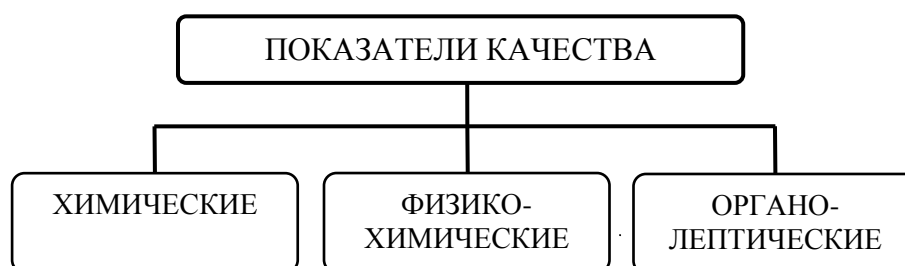 ПОКАЗАТЕЛИ КАЧЕСТВА
ХИМИЧЕСКИЕ
ФИЗИКО-
ХИМИЧЕСКИЕ
ОРГАНО-
ЛЕПТИЧЕСКИЕ